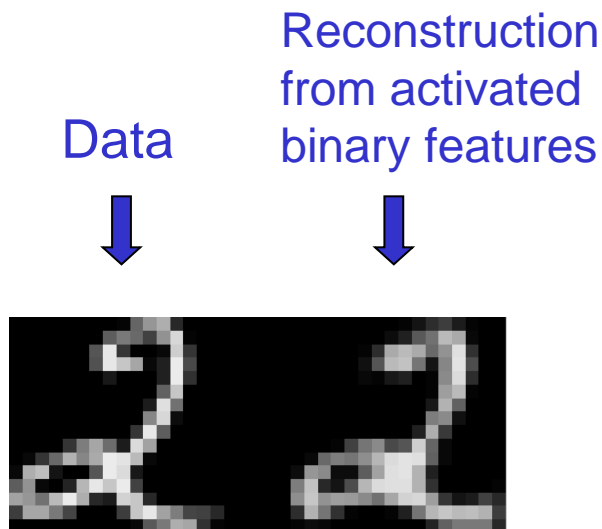 Data
Reconstruction
from activated
binary features